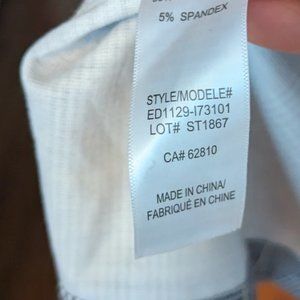 5% SPANDEX
STYLE/MODELE#
ED1129-I73101
LOT# ST1867
CA# 62810
MADE IN CHINA/
FABRIQUÉ EN CHINE